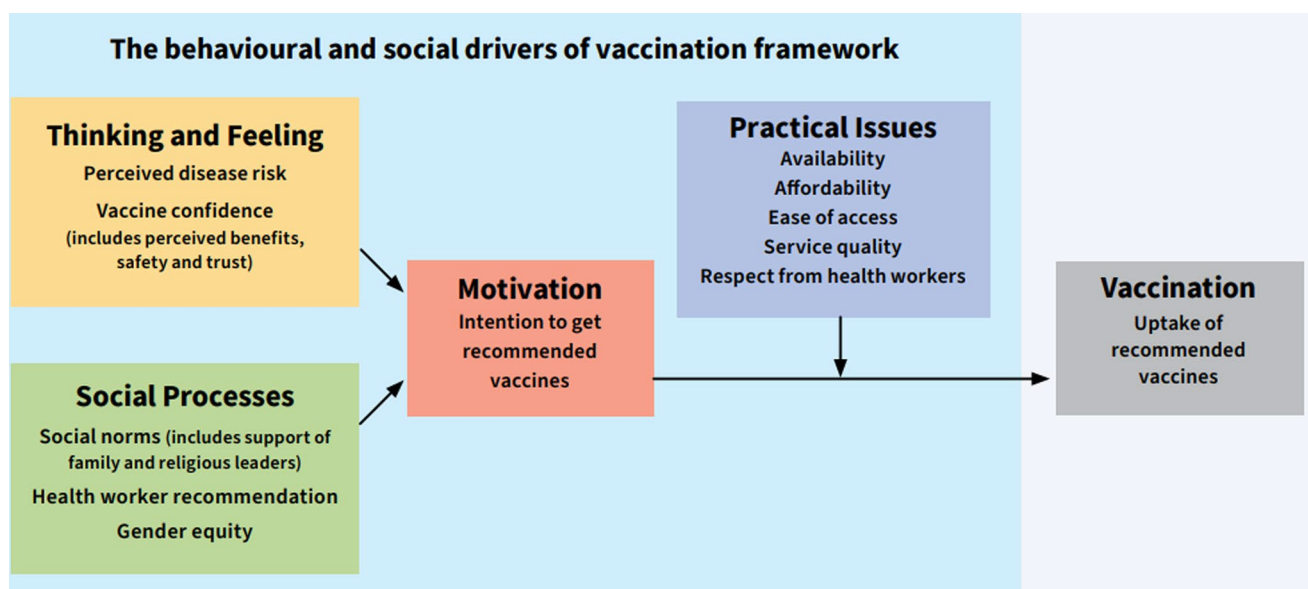 The behavioural and social drivers of vaccination framework
Thinking and Feeling
Perceived disease risk
Vaccine confidence
(includes perceived benefits,
safety and trust)
Social Processes
Social norms (includes support of
family and religious leaders)
Health worker recommendation
Gender equity
Motivation
Intention to get
recommended
vaccines
Practical Issues
Availability
Affordability
Ease of access
Service quality
Respect from health workers
Vaccination
Uptake of
recommended
vaccines